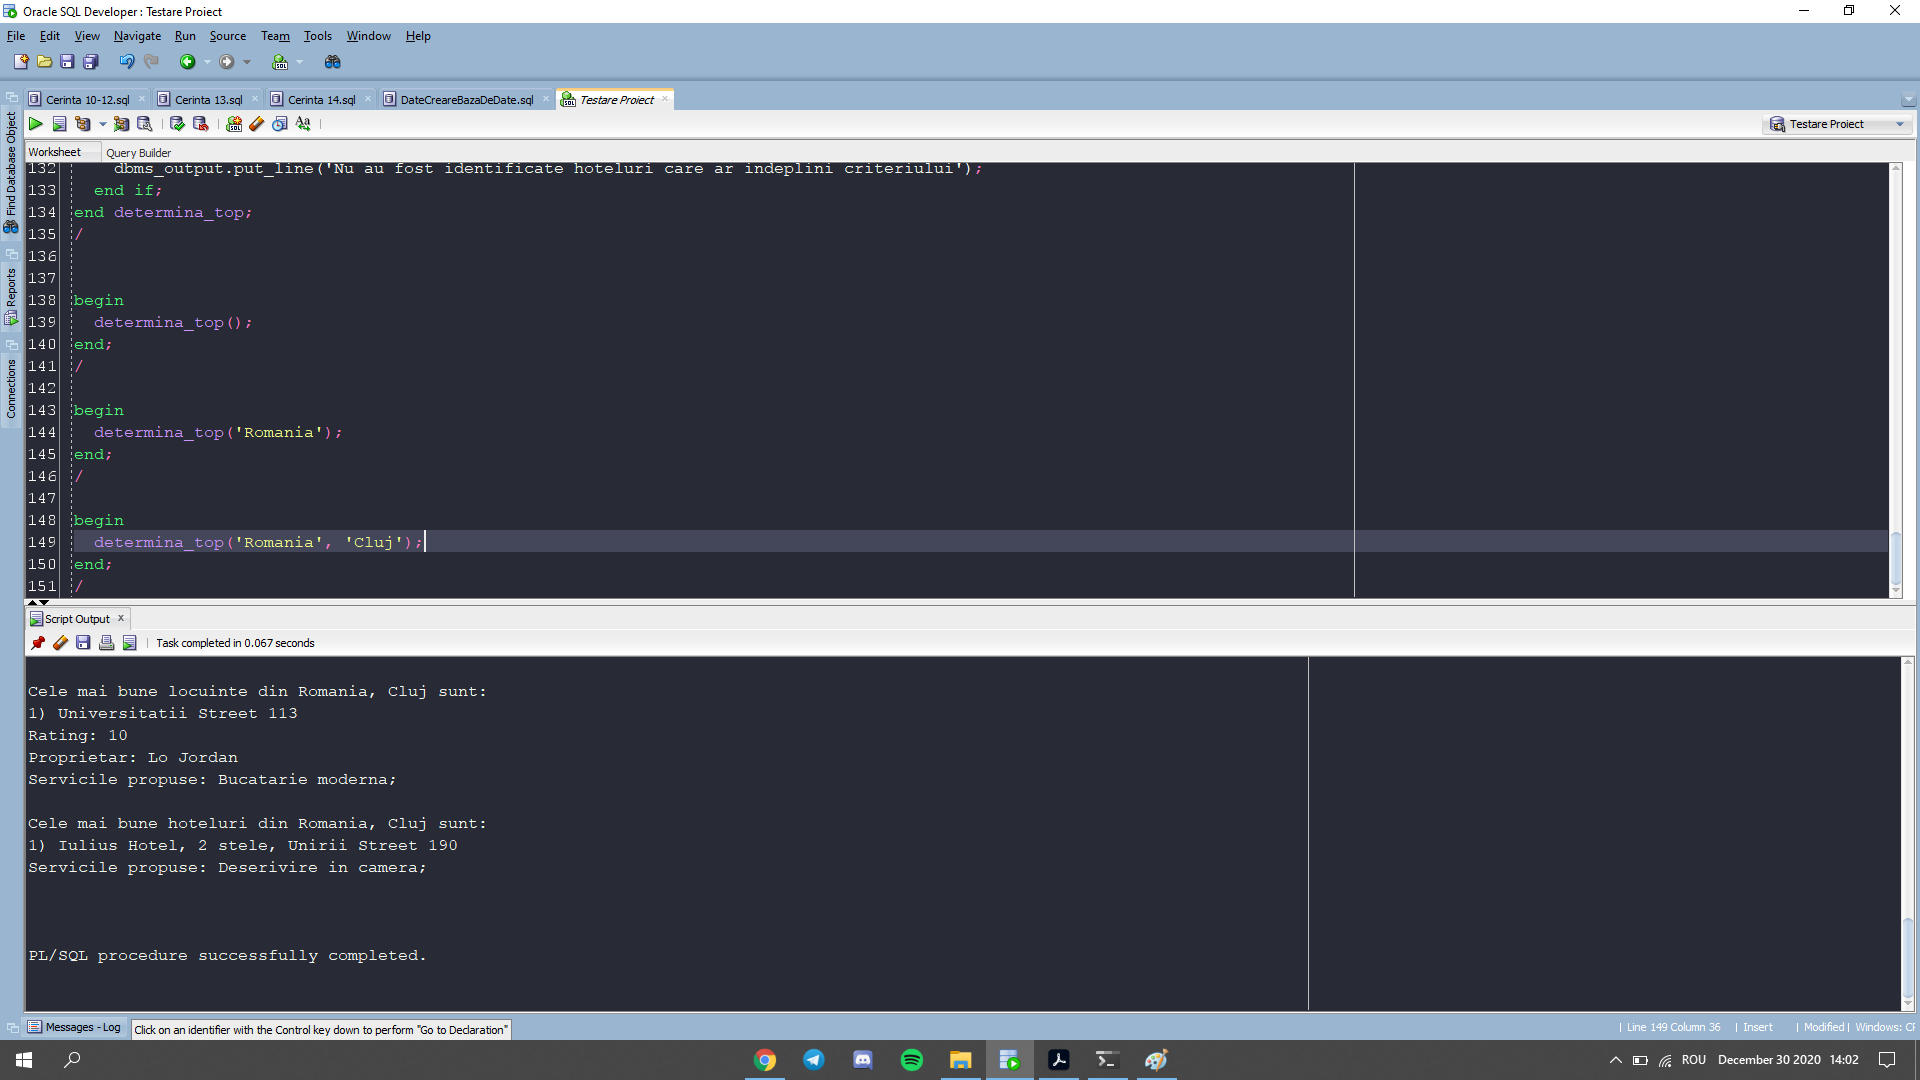 Oracle SQL Developer : Testare Proiect
File Edit View Navigate Run Source Team Tools Window Help
Cerinta 10-12.sql Cerinta 13.sql Cerinta 14.sql DateCreareBazaDeDate.sql Testare Proiect
Testare Proiect
Worksheet Query Builder
Find Database Object
Reports
Connections
132 dbms_output.put_line('Nu au fost identificate hoteluri care ar indeplini criteriului');
133 end if;
134 end determina_top;
135 /
136
137
138 begin
139 determina_top();
140 end;
141 /
142
143 begin
144 determina_top('Romania');
145 end;
146 /
147
148 begin
149 determina_top('Romania', 'Cluj');
150 end;
151 /
Script Output
Task completed in 0.067 seconds
Cele mai bune locuinte din Romania, Cluj sunt:
1) Universitatii Street 113
Rating: 10
Proprietar: Lo Jordan
Servicile propuse: Bucatarie moderna;
Cele mai bune hoteluri din Romania, Cluj sunt:
1) Iulius Hotel, 2 stele, Unirii Street 190
Servicile propuse: Deserivire in camera;
PL/SQL procedure successfully completed.
Messages - Log Click on an identifier with the Control key down to perform "Go to Declaration"
Line 149 Column 36 Insert Modified Windows: CF
ROU December 30 2020 14:02